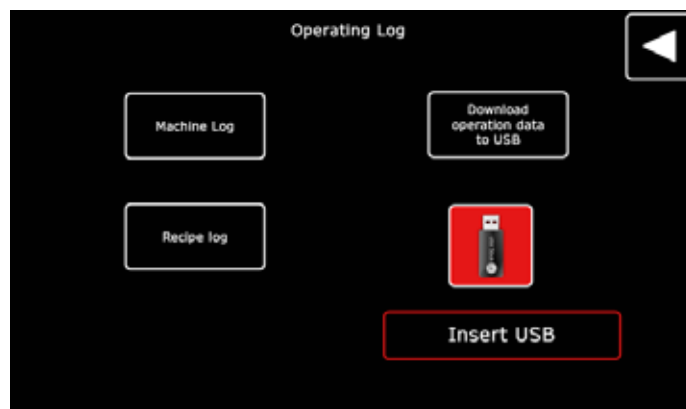 Operating Log
Machine Log
Download
operation data
to USB
Recipe log
Insert USB